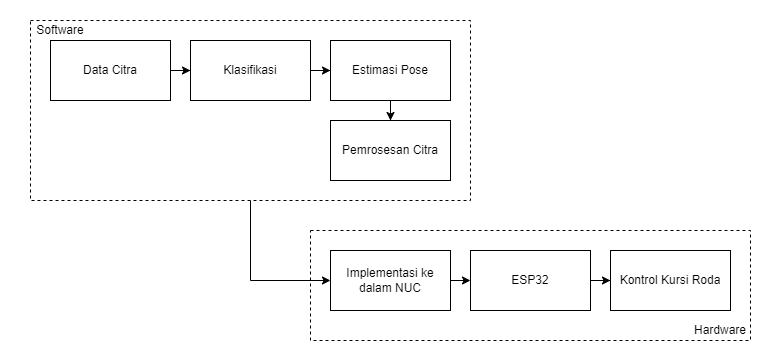 Software
Data Citra
Klasifikasi
Estimasi Pose
Pemrosesan Citra
Implementasi ke
dalam NUC
ESP32
Kontrol Kursi Roda
Hardware